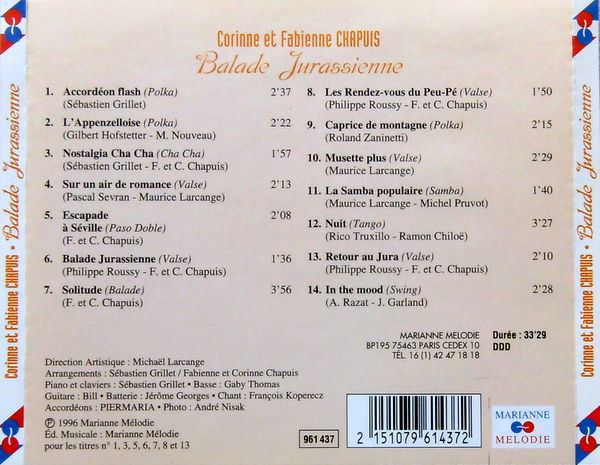 Corinne et Fabienne CHAPUIS
Balade Jurassienne
1. Accordéon flash (Polka) 2'37
(Sébastien Grillet)
2. L'Appenzelloise (Polka) 2'22
(Gilbert Hofstetter - M. Nouveau)
3. Nostalgia Cha Cha (Cha Cha) 1'57
(Sébastien Grillet - F. et C. Chapuis)
4. Sur un air de romance (Valse) 2'13
(Pascal Sevran - Maurice Larcange)
5. Escapade 2'08
à Séville (Paso Doble)
(F. et C. Chapuis)
6. Balade Jurassienne (Valse) 1'36
(Philippe Roussy - F. et C. Chapuis)
7. Solitude (Balade) 3'56
(F. et C. Chapuis)
8. Les Rendez-vous du Peu-Pé (Valse) 1'50
(Philippe Roussy - F. et C. Chapuis)
9. Caprice de montagne (Polka) 2'15
(Roland Zaninetti)
10. Musette plus (Valse) 2'29
(Maurice Larcange)
11. La Samba populaire (Samba) 1'40
(Maurice Larcange - Michel Pruvot)
12. Nuit (Tango) 3'27
(Rico Truxillo - Ramon Chiloë)
13. Retour au Jura (Valse) 2'10
(Philippe Roussy - F. et C. Chapuis)
14. In the mood (Swing) 2'28
(A. Razat - J. Garland)
MARIANNE MELODIE
BP195 75463 PARIS CEDEX 10
TÉL. 16 (1) 42 47 18 18
Durée : 33'29
DDD
Direction Artistique : Michaël Larcange
Arrangements : Sébastien Grillet / Fabienne et Corinne Chapuis
Piano et claviers : Sébastien Grillet • Basse : Gaby Thomas
Guitare : Bill • Batterie : Jérôme Georges • Chant : François Koperecz
Accordéons : PIERMARIA • Photo : André Nisak
℗ 1996 Marianne Mélodie
Ed. Musicale : Marianne Mélodie
pour les titres n° 1, 3, 5, 6, 7, 8 et 13
961 437
2 151079 614372
MARIANNE
MELODIE
Corinne et Fabienne CHAPUIS • Balade Jurassienne
Corinne et Fabienne CHAPUIS • Balade Jurassienne